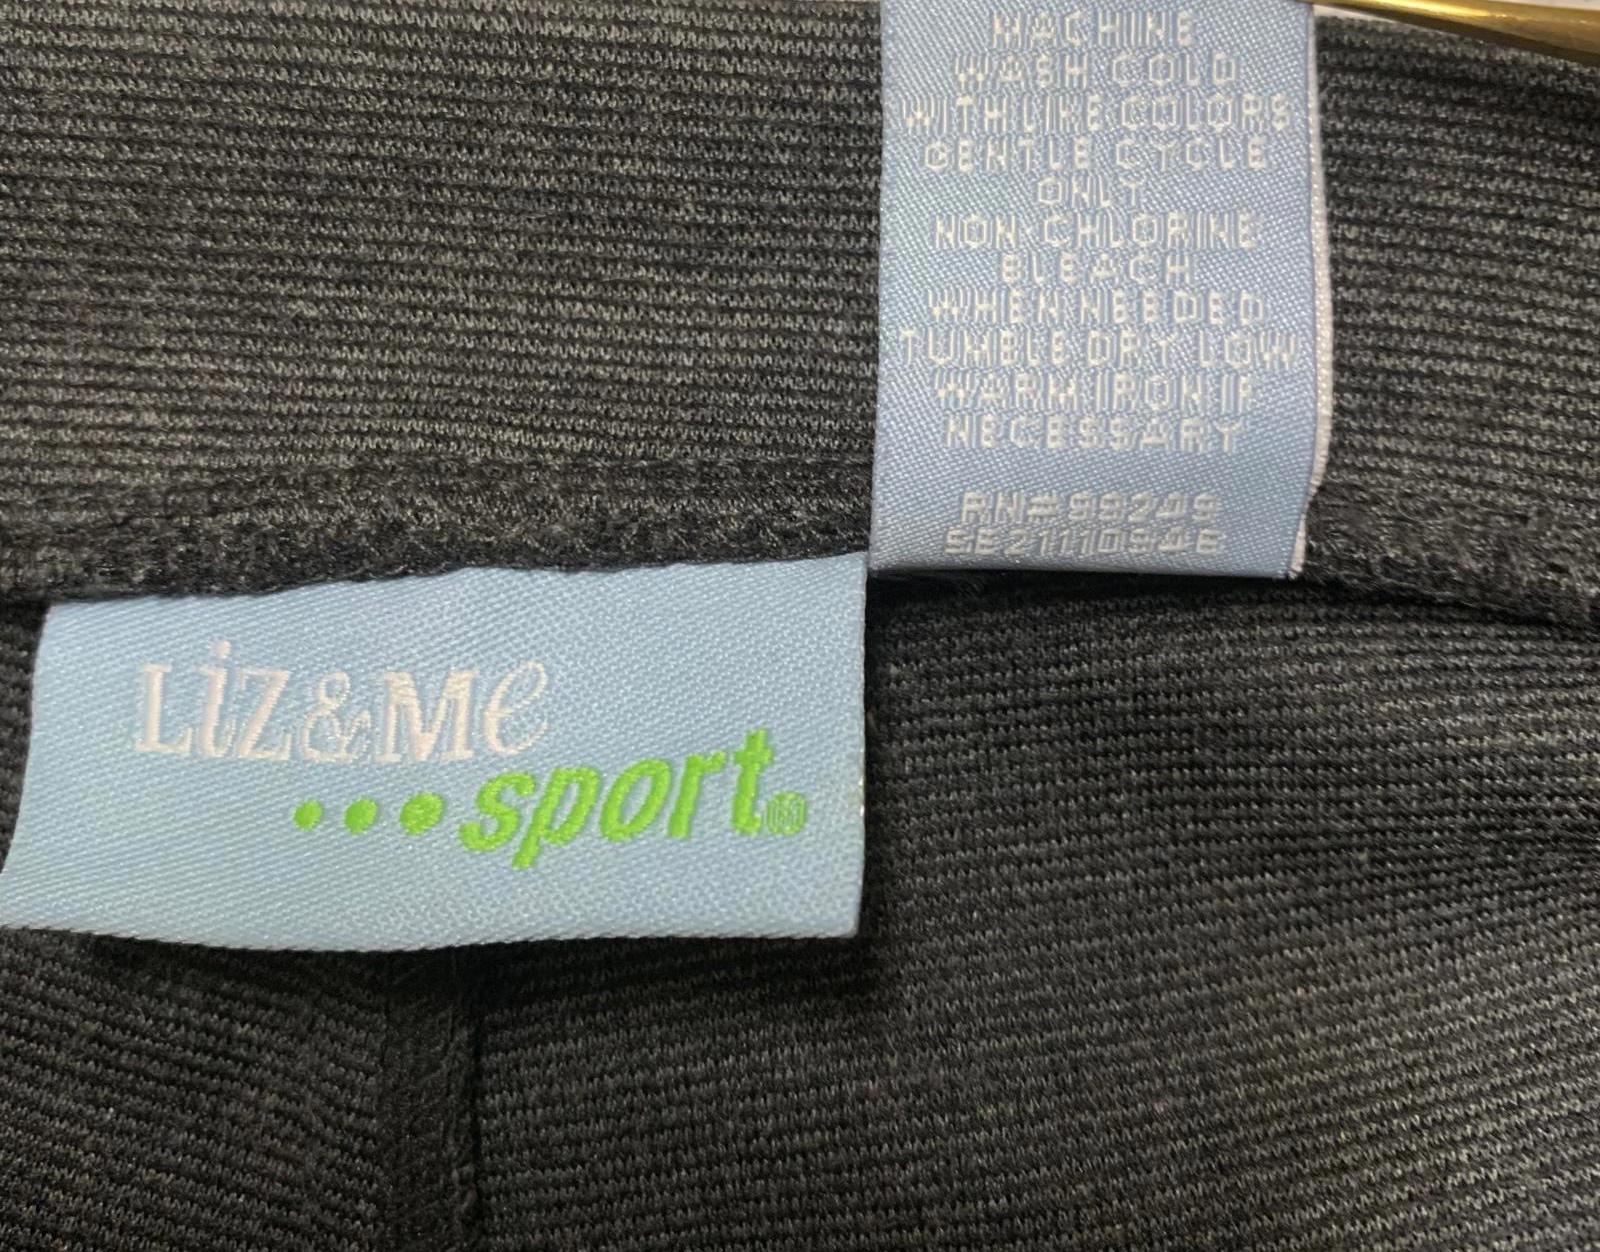 MACHINE
WASH COLD
WITH LIKE COLORS
GENTLE CYCLE
ONLY
NON-CHLORINE
BLEACH
WHEN NEEDED
TUMBLE DRY LOW
WARM IRON IF
NECESSARY
RN#
LiZ&Me
...sport®